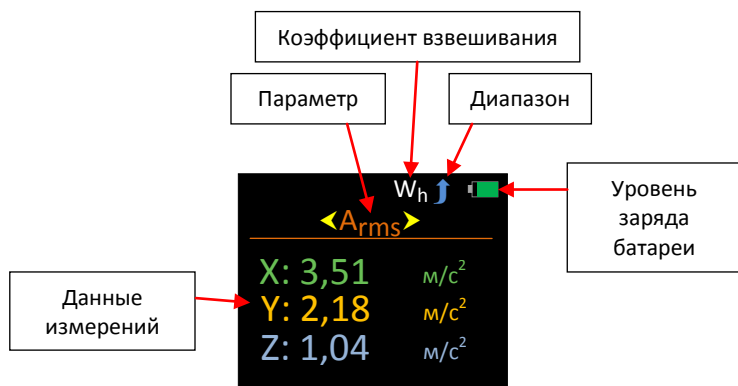 Коэффициент взвешивания
Параметр
Диапазон
Wh
Arms
Уровень
заряда
батареи
X: 3,51 м/с²
Y: 2,18 м/с²
Z: 1,04 м/с²
Данные
измерений